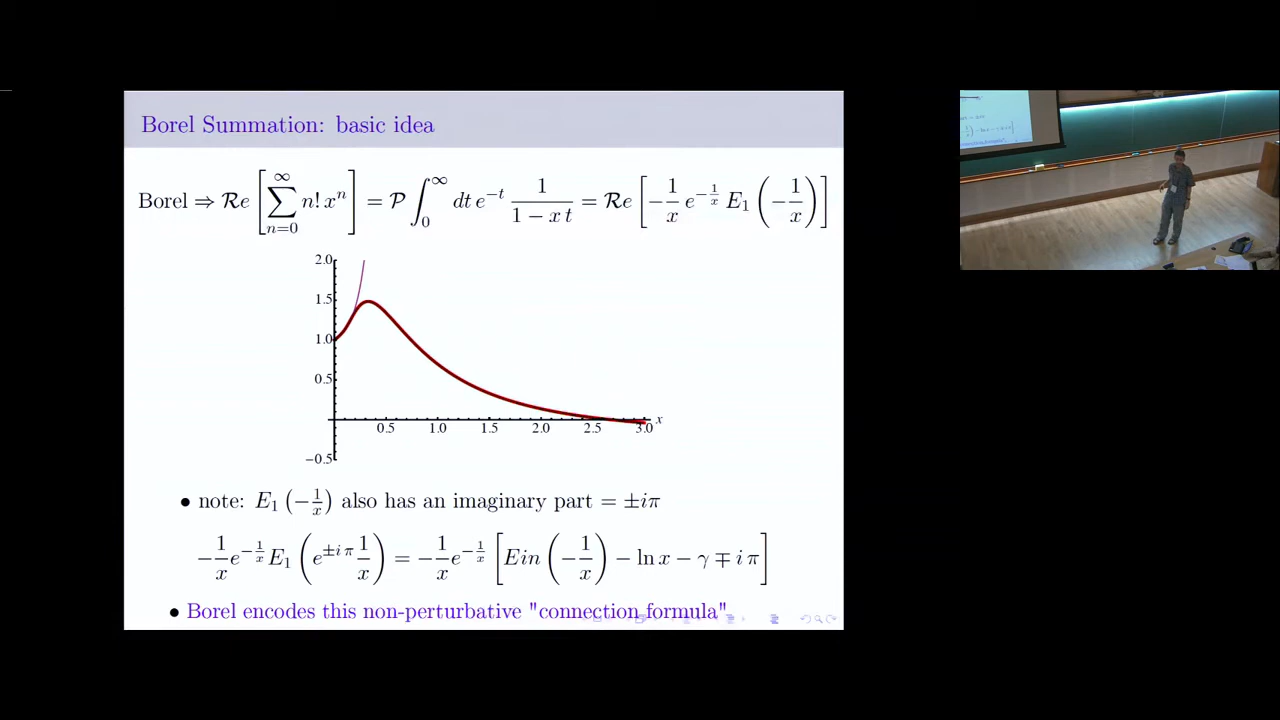 Borel Summation: basic idea
Borel ⇒ Re [ ∑_{n=0}^{∞} n! x^n ] = P ∫_0^∞ dt e^{−t} 1/(1 − x t) = Re [ −1/x e^{−1/x} E_1 ( −1/x ) ]
2.0
1.5
1.0
0.5
−0.5
0.5 1.0 1.5 2.0 2.5 3.0 x
• note: E_1 (−1/x) also has an imaginary part = ±iπ
−1/x e^{−1/x} E_1 ( e^{±i π} 1/x ) = −1/x e^{−1/x} [ Ein ( −1/x ) − ln x − γ ∓ i π ]
• Borel encodes this non-perturbative "connection formula"